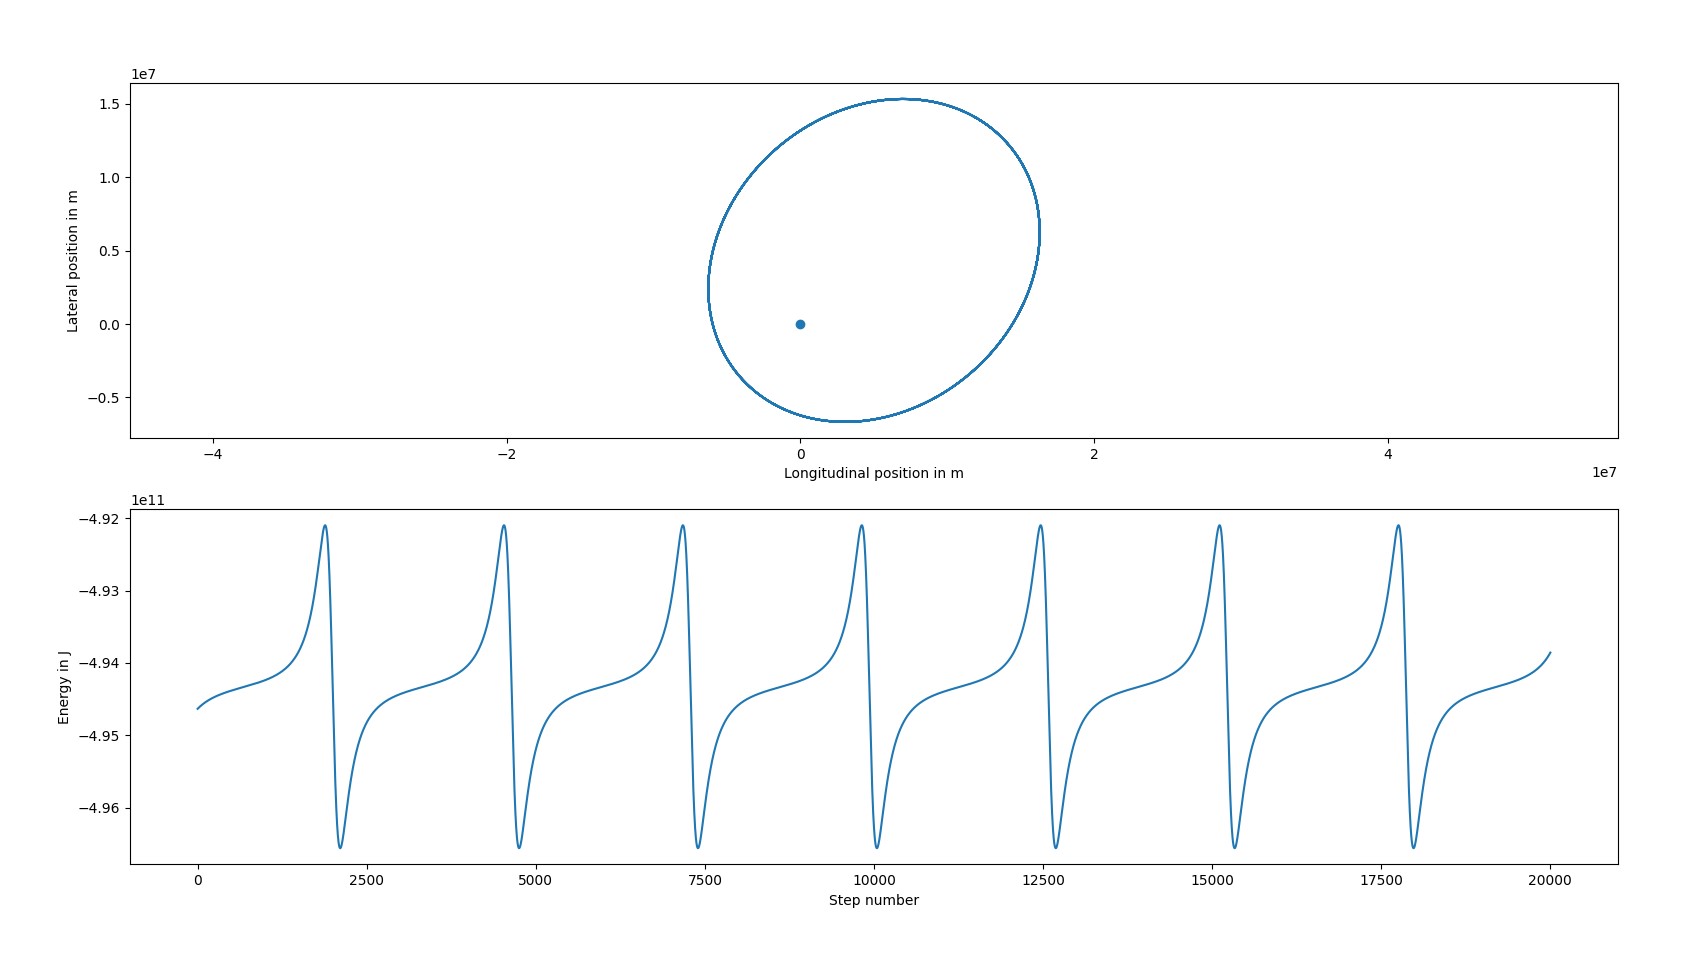 1e7
1.5
1.0
0.5
0.0
−0.5
Lateral position in m
−4 −2 0 2 4
Longitudinal position in m
1e7
1e11
−4.92
−4.93
−4.94
−4.95
−4.96
Energy in J
0 2500 5000 7500 10000 12500 15000 17500 20000
Step number